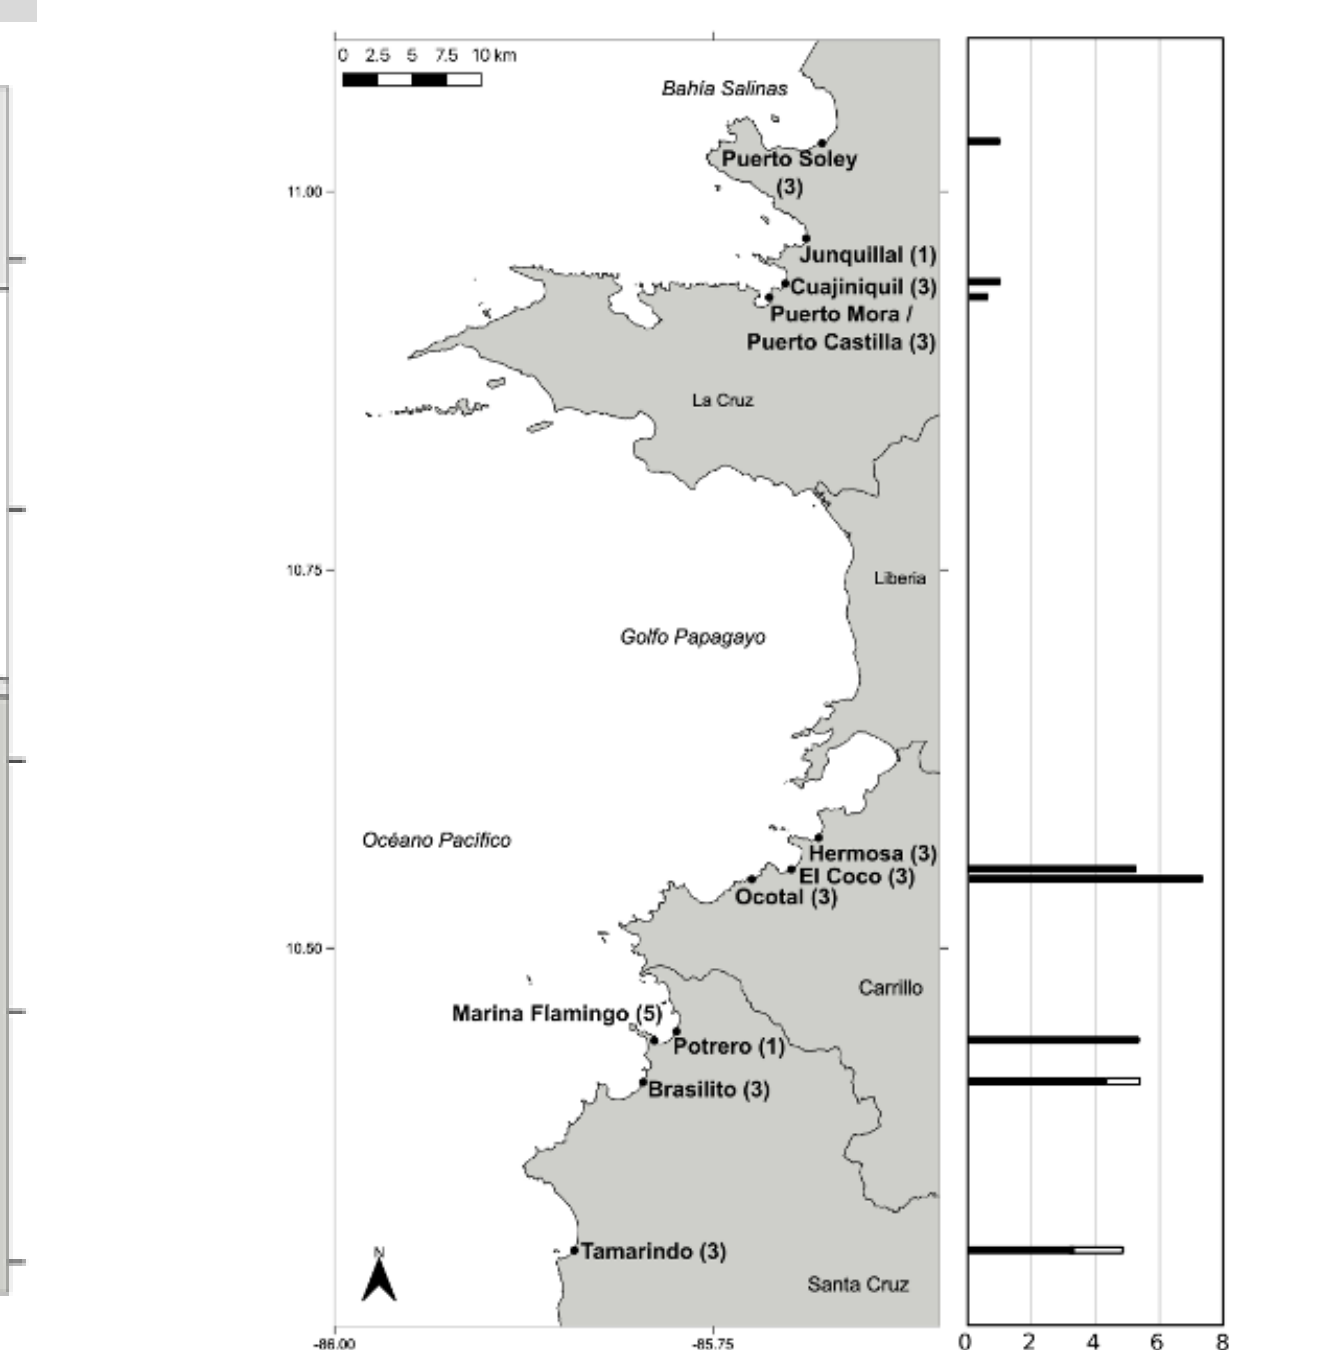 0 2.5 5 7.5 10 km
Bahía Salinas
Puerto Soley
(3)
11.00
Junquillal (1)
Cuajiniquil (3)
Puerto Mora /
Puerto Castilla (3)
La Cruz
10.75
Liberia
Golfo Papagayo
Océano Pacífico
Hermosa (3)
El Coco (3)
Ocotal (3)
10.50
Carrillo
Marina Flamingo (5)
Potrero (1)
Brasilito (3)
N
Tamarindo (3)
Santa Cruz
-86.00 -85.75
0 2 4 6 8